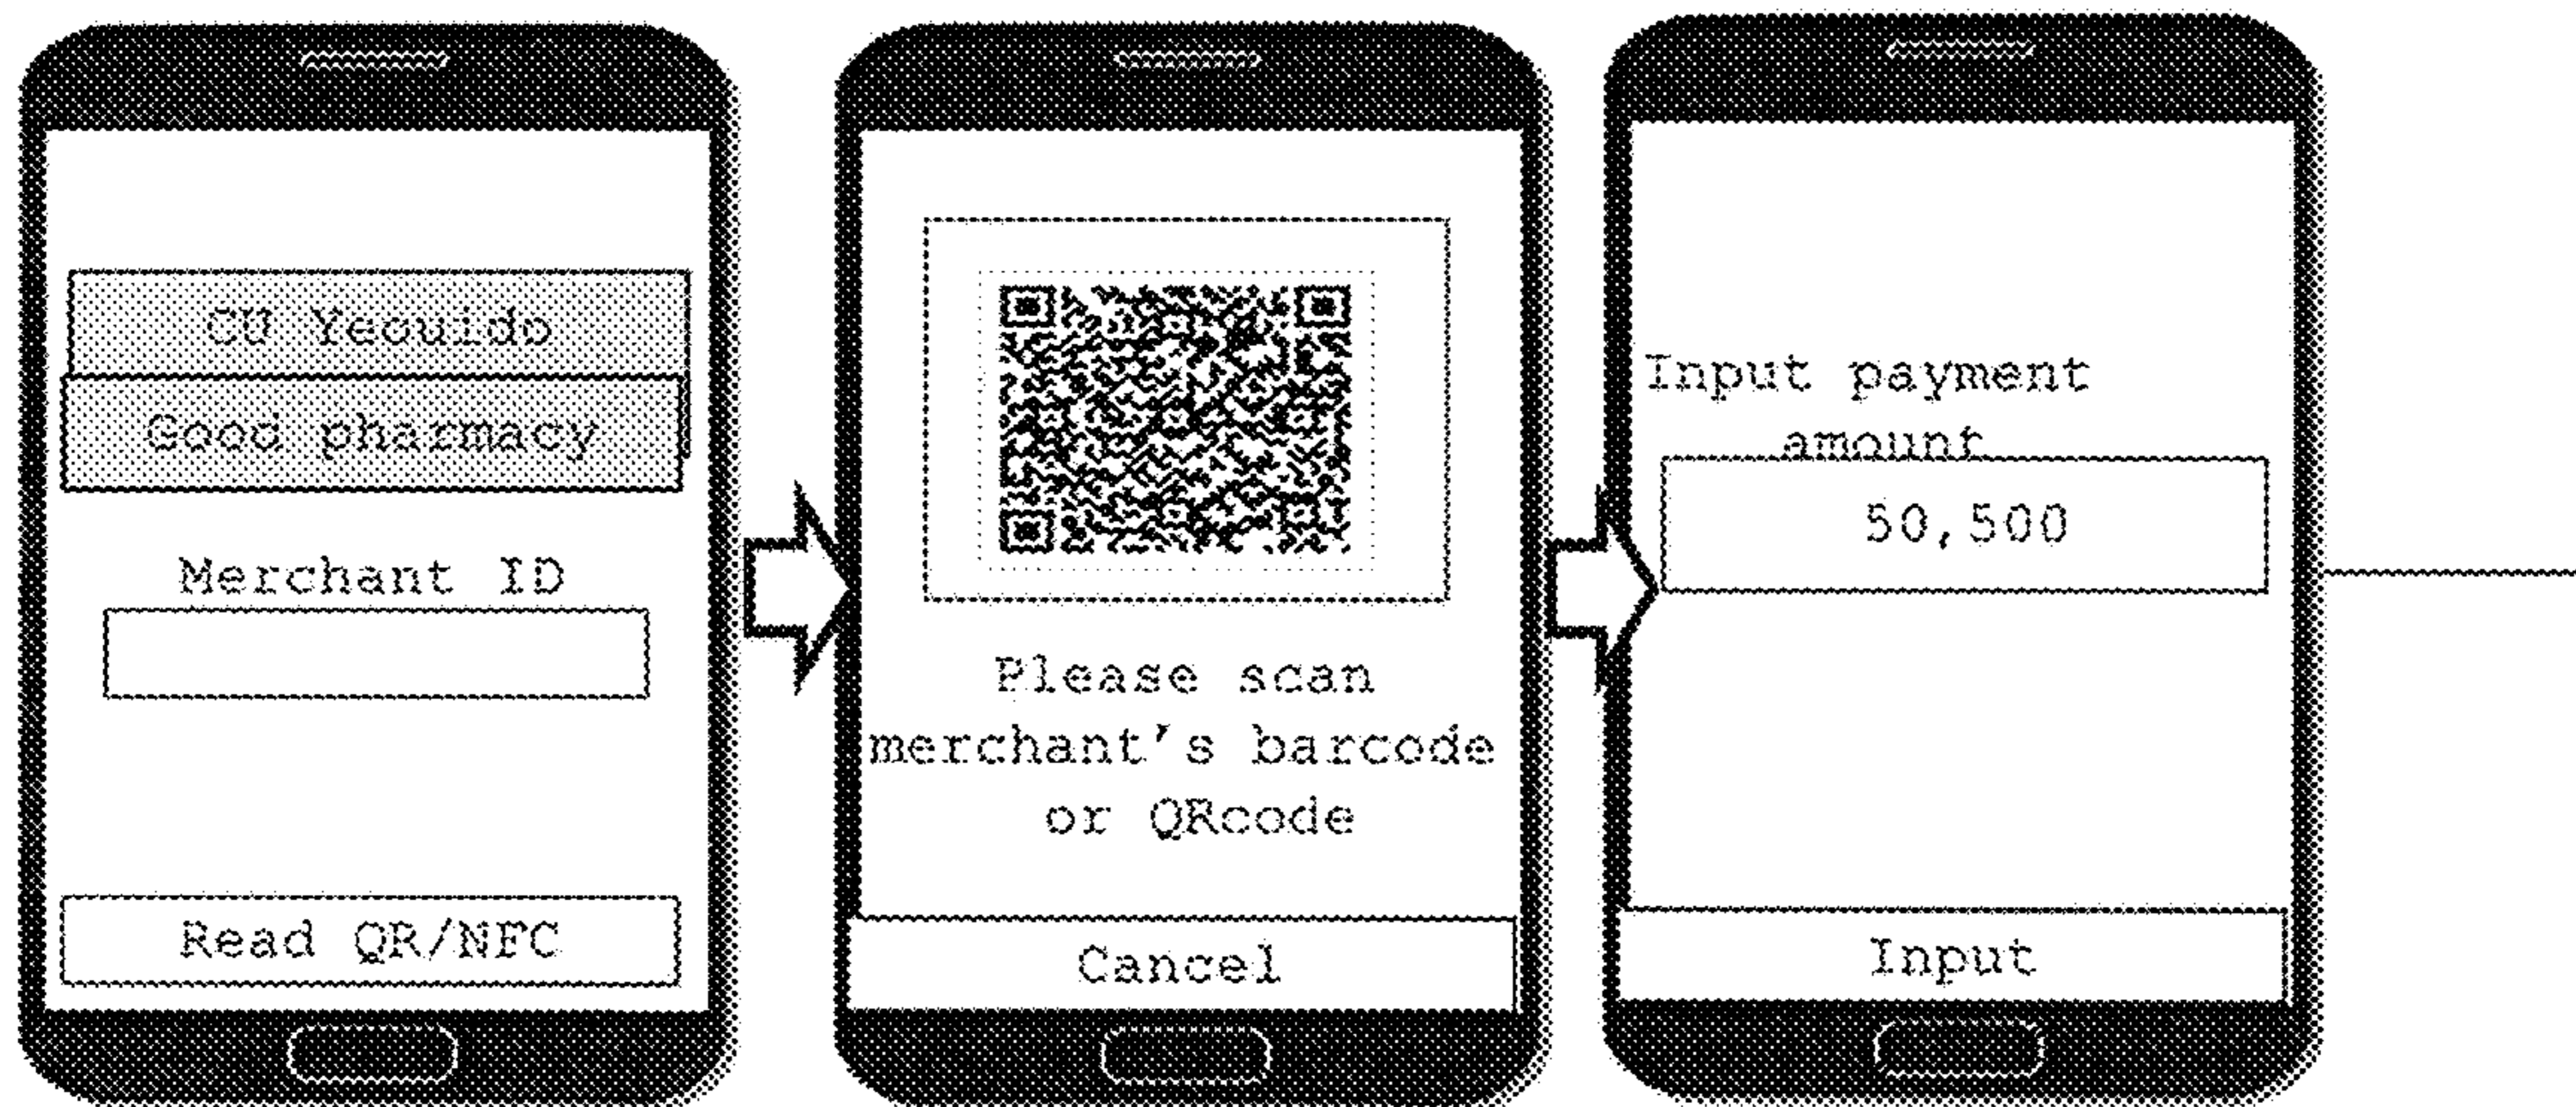 CU Yeouido
Good pharmacy
Merchant ID
Read QR/NFC
Please scan
merchant's barcode
or QRcode
Cancel
Input payment
amount
50,500
Input